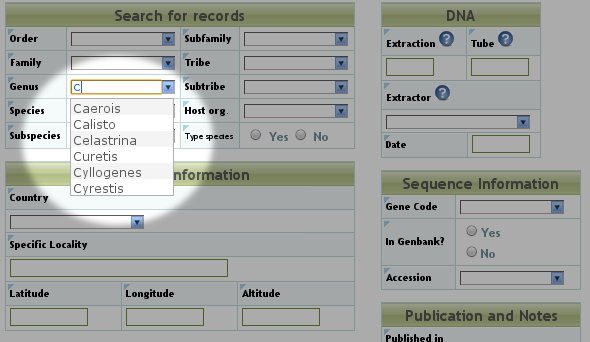 Search for records
Order
Subfamily
Family
Tribe
Genus
C
Subtribe
Species
Host org.
Subspecies
Type species
Yes
No
Caerois
Calisto
Celastrina
Curetis
Cyllogenes
Cyrestis
Information
Country
Specific Locality
Latitude
Longitude
Altitude
DNA
Extraction ?
Tube ?
Extractor ?
Date
Sequence Information
Gene Code
In Genbank?
Yes
No
Accession
Publication and Notes
Published in